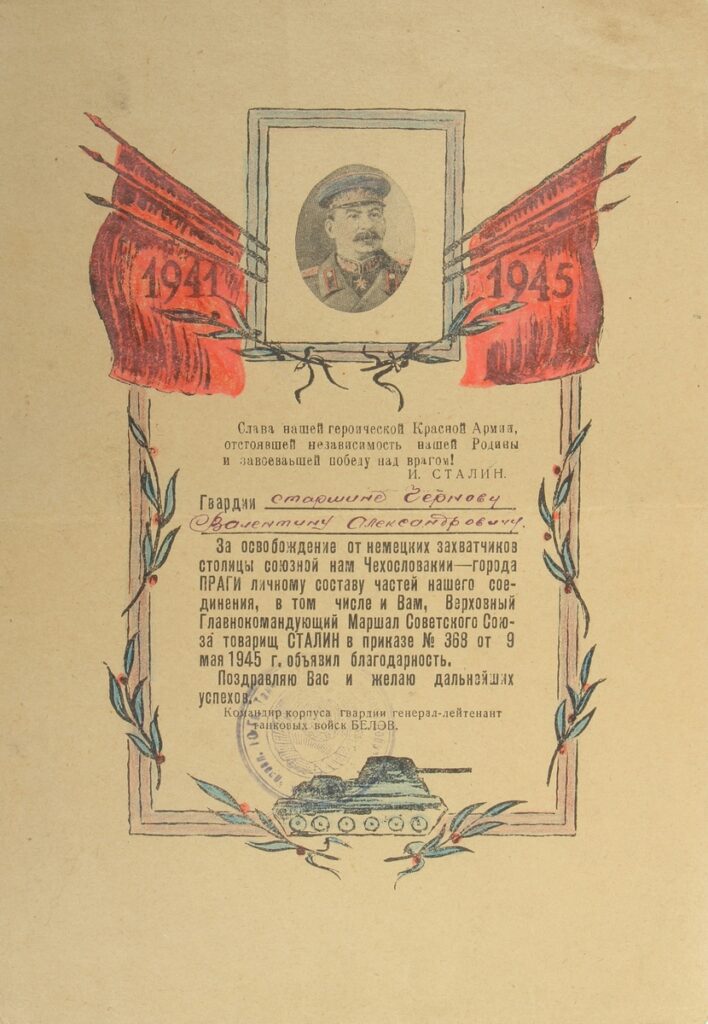 1941
1945
Слава нашей героической Красной Армии,
отстоявшей независимость нашей Родины
и завоевавшей победу над врагом!
И. СТАЛИН.
Гвардии старшине Чернову
Валентину Александровичу.
За освобождение от немецких захватчиков
столицы союзной нам Чехословакии—города
ПРАГИ личному составу частей нашего сое-
динения, в том числе и Вам, Верховный
Главнокомандующий Маршал Советского Сою-
за товарищ СТАЛИН в приказе № 368 от 9
мая 1945 г. объявил благодарность.
Поздравляю Вас и желаю дальнейших
успехов.
Командир корпуса гвардии генерал-лейтенант
танковых войск БЕЛОВ.